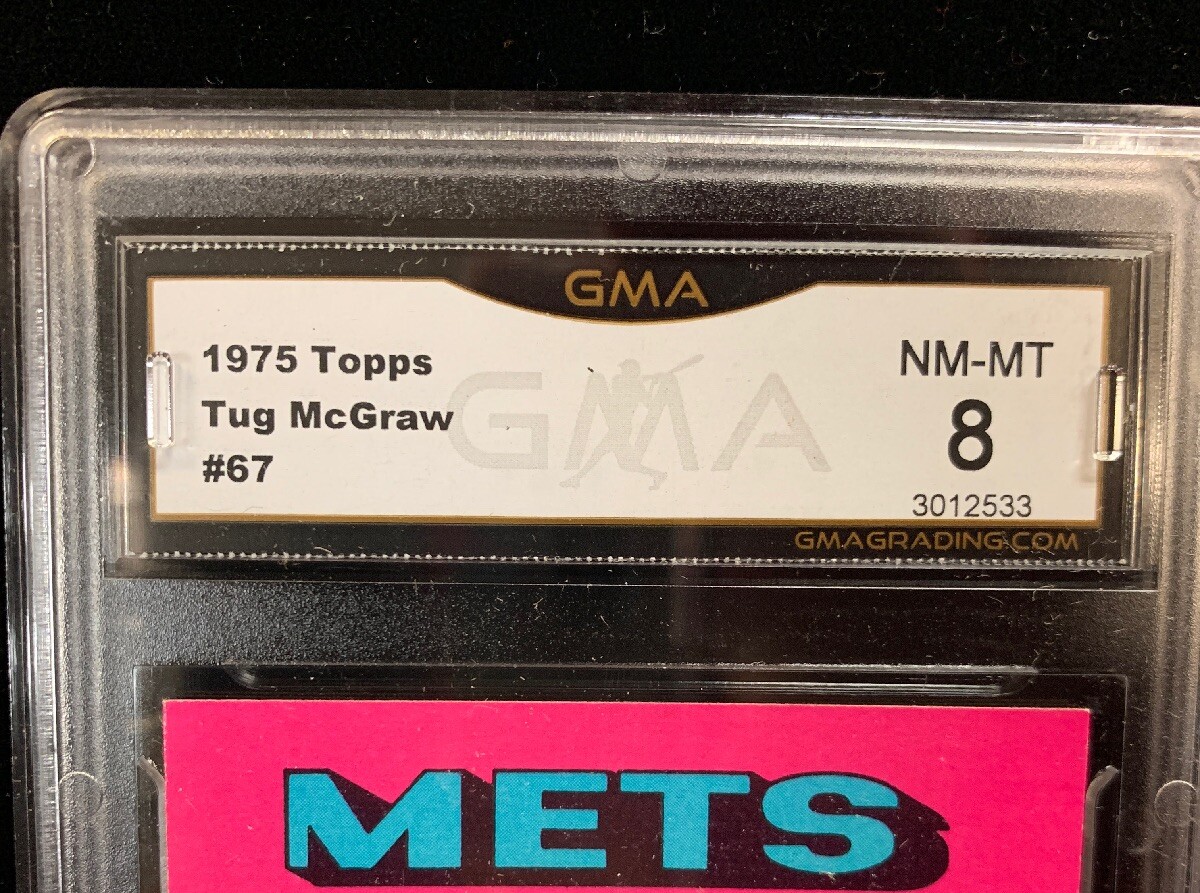 GMA
1975 Topps
Tug McGraw
#67
GMA
NM-MT
8
3012533
GMAGRADING.COM
METS